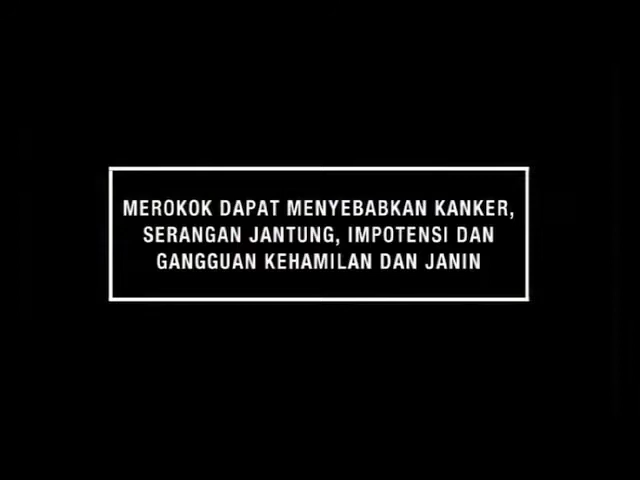 MEROKOK DAPAT MENYEBABKAN KANKER,
SERANGAN JANTUNG, IMPOTENSI DAN
GANGGUAN KEHAMILAN DAN JANIN